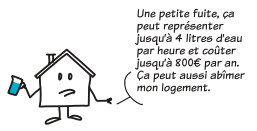 Une petite fuite, ça
peut représenter
jusqu'à 4 litres d'eau
par heure et coûter
jusqu'à 800€ par an.
Ça peut aussi abîmer
mon logement.